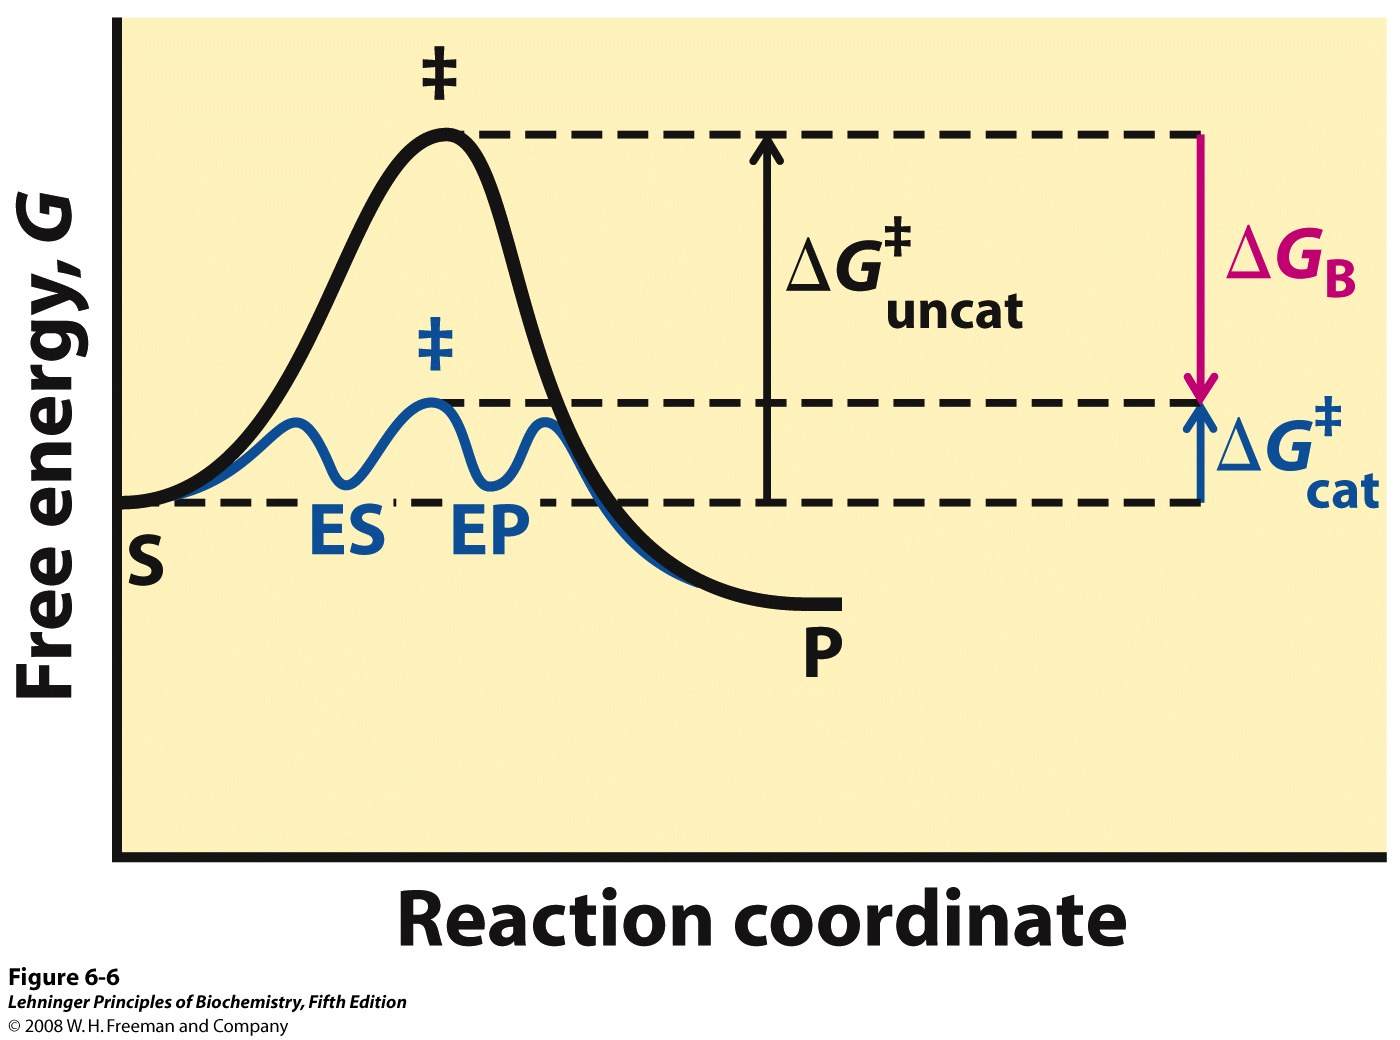 ‡
ΔG‡uncat
ΔGB
‡
ΔG‡cat
ES
EP
S
P
Free energy, G
Reaction coordinate
Figure 6-6
Lehninger Principles of Biochemistry, Fifth Edition
© 2008 W. H. Freeman and Company